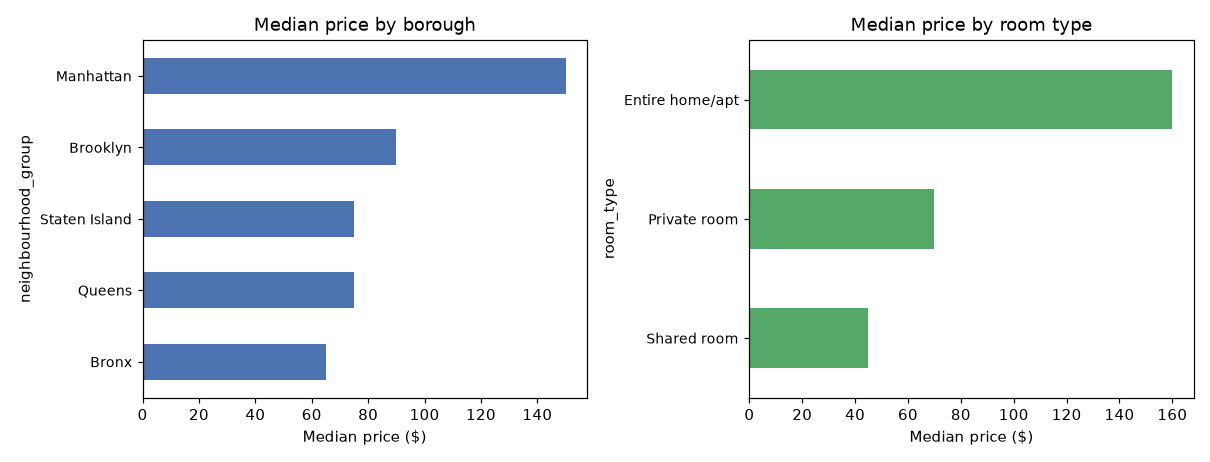 Median price by borough
neighbourhood_group
Manhattan
Brooklyn
Staten Island
Queens
Bronx
0 20 40 60 80 100 120 140
Median price ($)
Median price by room type
room_type
Entire home/apt
Private room
Shared room
0 20 40 60 80 100 120 140 160
Median price ($)